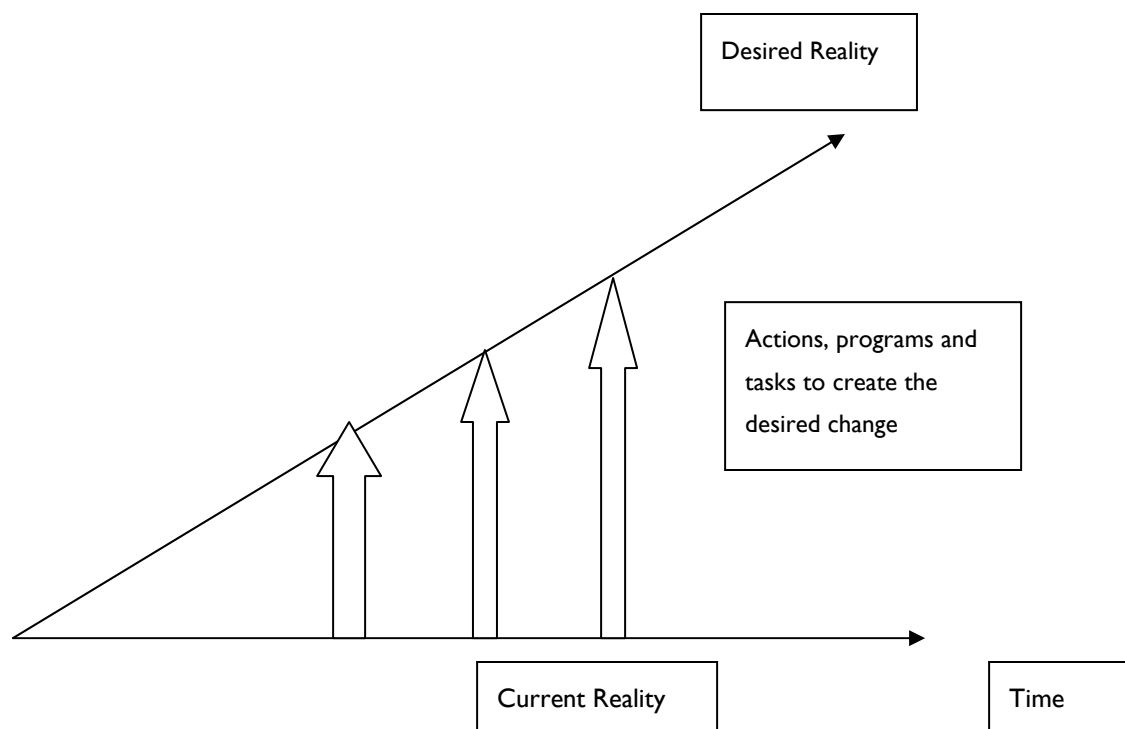 Desired Reality
Actions, programs and
tasks to create the
desired change
Current Reality
Time